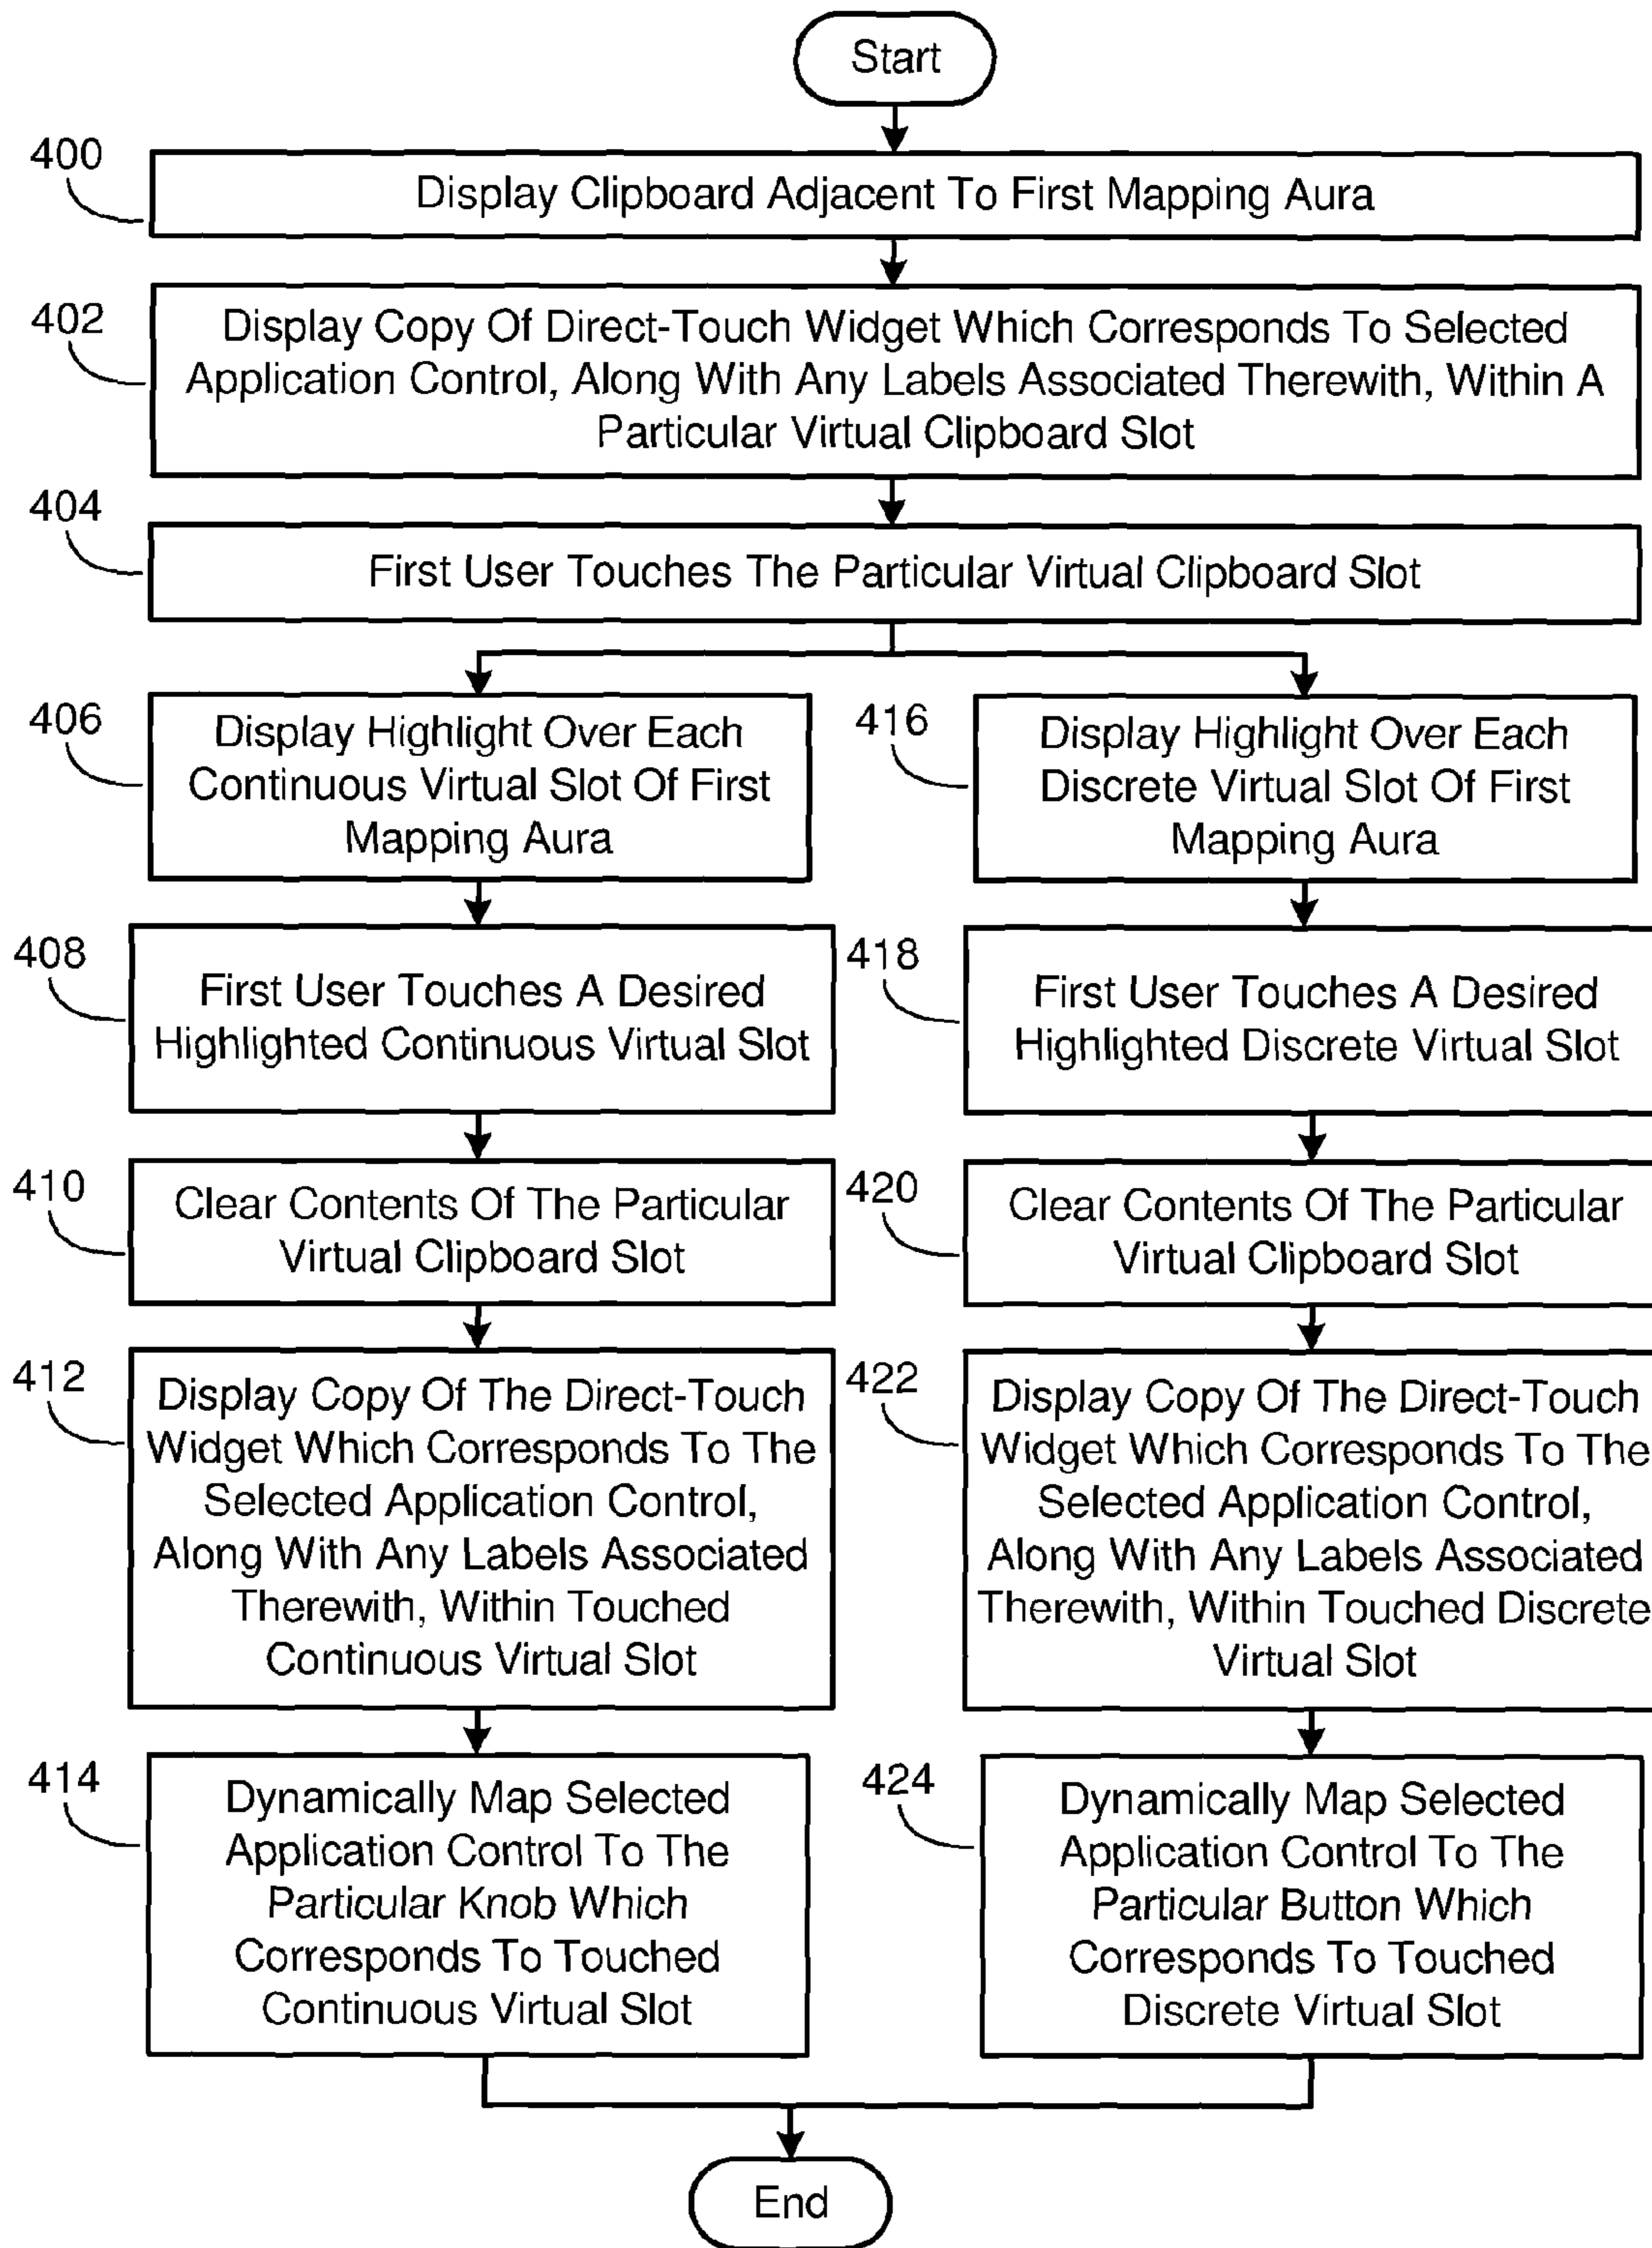 Start
400
Display Clipboard Adjacent To First Mapping Aura
402
Display Copy Of Direct-Touch Widget Which Corresponds To Selected
Application Control, Along With Any Labels Associated Therewith, Within A
Particular Virtual Clipboard Slot
404
First User Touches The Particular Virtual Clipboard Slot
406
Display Highlight Over Each
Continuous Virtual Slot Of First
Mapping Aura
416
Display Highlight Over Each
Discrete Virtual Slot Of First
Mapping Aura
408
First User Touches A Desired
Highlighted Continuous Virtual Slot
418
First User Touches A Desired
Highlighted Discrete Virtual Slot
410
Clear Contents Of The Particular
Virtual Clipboard Slot
420
Clear Contents Of The Particular
Virtual Clipboard Slot
412
Display Copy Of The Direct-Touch
Widget Which Corresponds To The
Selected Application Control,
Along With Any Labels Associated
Therewith, Within Touched
Continuous Virtual Slot
422
Display Copy Of The Direct-Touch
Widget Which Corresponds To The
Selected Application Control,
Along With Any Labels Associated
Therewith, Within Touched Discrete
Virtual Slot
414
Dynamically Map Selected
Application Control To The
Particular Knob Which
Corresponds To Touched
Continuous Virtual Slot
424
Dynamically Map Selected
Application Control To The
Particular Button Which
Corresponds To Touched
Discrete Virtual Slot
End